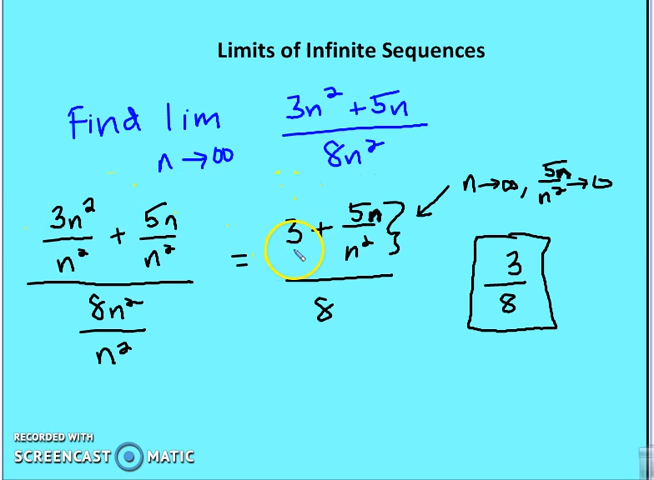 Limits of Infinite Sequences
Find lim n→∞ (3n² + 5n)/(8n²)
n→∞, 5n/n² → 0
(3n²/n² + 5n/n²)/(8n²/n²) = (3 + 5n/n² })/8
3/8
RECORDED WITH
SCREENCAST MATIC